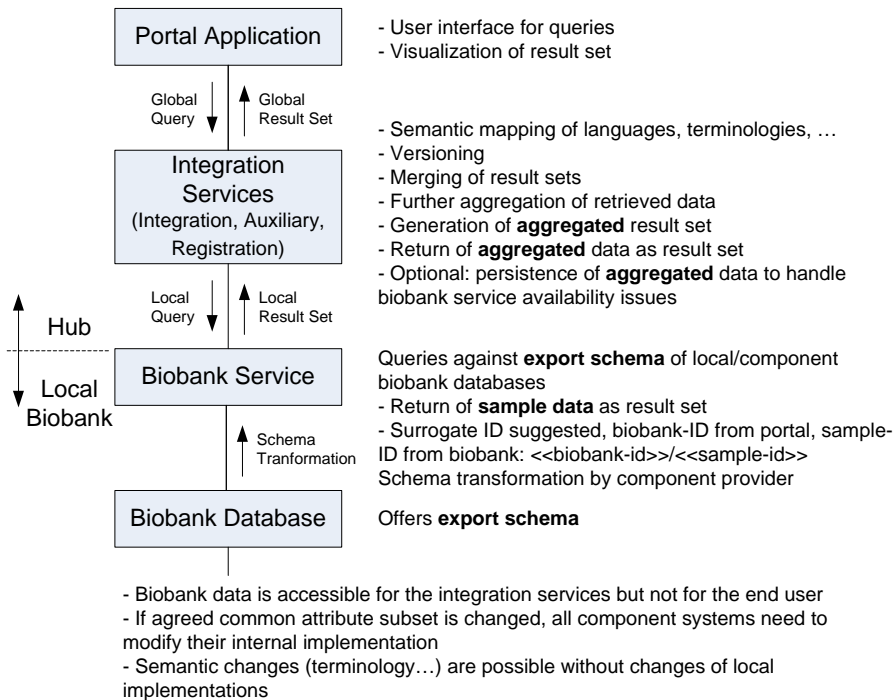 Portal Application
- User interface for queries
- Visualization of result set
Global
Query
Global
Result Set
Integration
Services
(Integration, Auxiliary,
Registration)
- Semantic mapping of languages, terminologies, …
- Versioning
- Merging of result sets
- Further aggregation of retrieved data
- Generation of aggregated result set
- Return of aggregated data as result set
- Optional: persistence of aggregated data to handle
biobank service availability issues
Local
Query
Local
Result Set
Hub
Local
Biobank
Biobank Service
Queries against export schema of local/component
biobank databases
- Return of sample data as result set
- Surrogate ID suggested, biobank-ID from portal, sample-
ID from biobank: <<biobank-id>>/<<sample-id>>
Schema transformation by component provider
Schema
Tranformation
Biobank Database
Offers export schema
- Biobank data is accessible for the integration services but not for the end user
- If agreed common attribute subset is changed, all component systems need to
modify their internal implementation
- Semantic changes (terminology…) are possible without changes of local
implementations